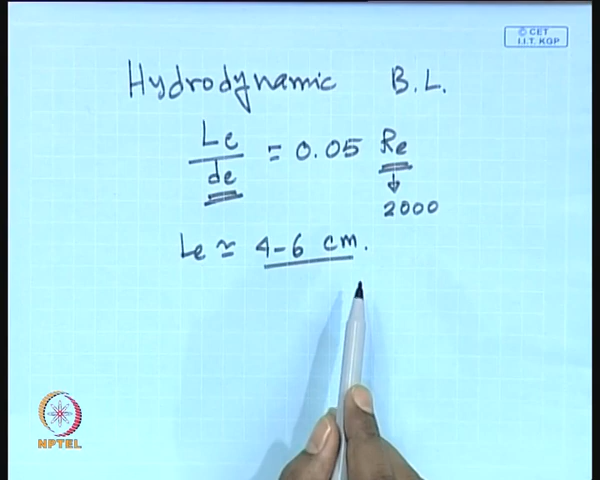 © CET
I.I.T. KGP
Hydrodynamic B.L.
Le/de = 0.05 Re
2000
Le ≃ 4-6 cm.
NPTEL